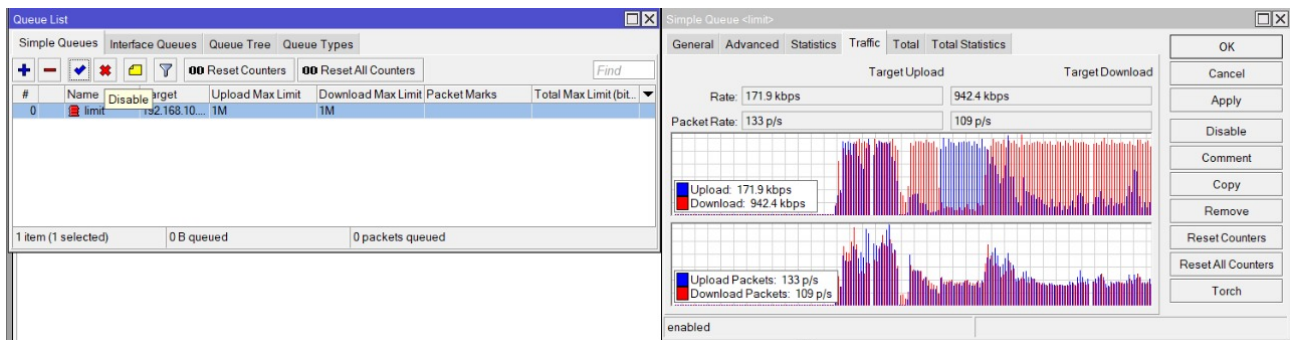 Queue List
Simple Queues Interface Queues Queue Tree Queue Types
00 Reset Counters 00 Reset All Counters Find
# Name Target Upload Max Limit Download Max Limit Packet Marks Total Max Limit (bit...
0 limit 192.168.10.... 1M 1M
Disable
1 item (1 selected) 0 B queued 0 packets queued
Simple Queue <limit>
General Advanced Statistics Traffic Total Total Statistics
Target Upload Target Download
Rate: 171.9 kbps 942.4 kbps
Packet Rate: 133 p/s 109 p/s
Upload: 171.9 kbps
Download: 942.4 kbps
Upload Packets: 133 p/s
Download Packets: 109 p/s
enabled
OK
Cancel
Apply
Disable
Comment
Copy
Remove
Reset Counters
Reset All Counters
Torch